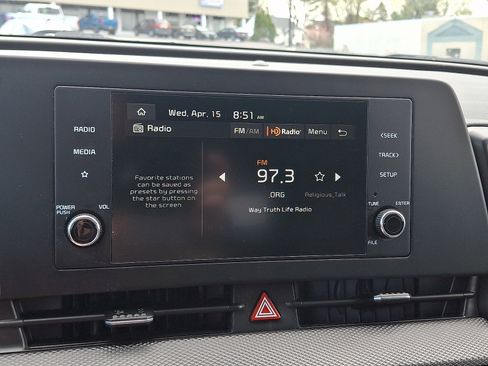 Wed, Apr. 15 8:51 AM
Radio FM/AM HD Radio Menu
RADIO
MEDIA
POWER PUSH VOL
Favorite stations
can be saved as
presets by pressing
the star button on
the screen.
FM
97.3
.ORG Religious_Talk
Way Truth Life Radio
<SEEK
TRACK>
SETUP
TUNE ENTER
FILE